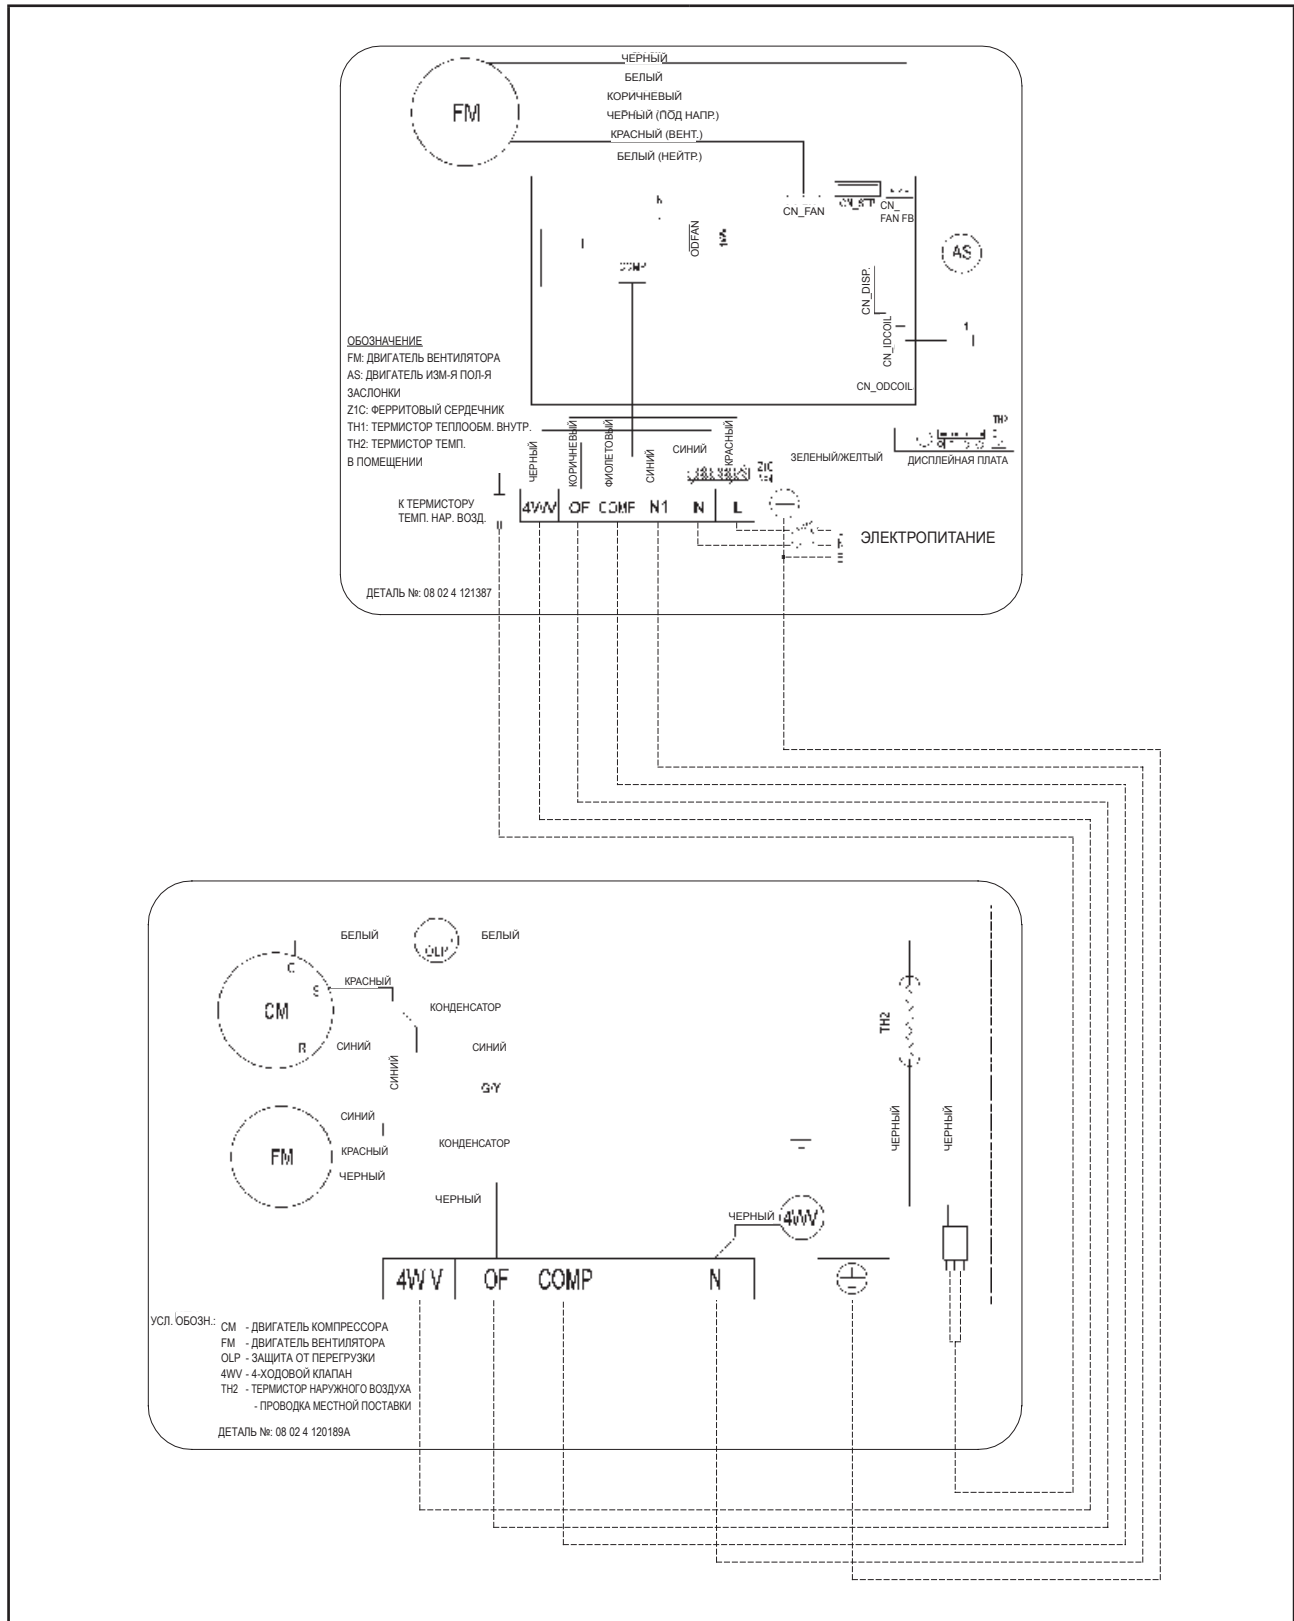 ЧЕРНЫЙ
БЕЛЫЙ
КОРИЧНЕВЫЙ
ЧЕРНЫЙ (ПОД НАПР.)
КРАСНЫЙ (ВЕНТ.)
БЕЛЫЙ (НЕЙТР.)
FM
CN_FAN
CN_
FAN FB
ODFAN
AS
CN_DISP.
CN_IDCOIL
1
CN_ODCOIL
ОБОЗНАЧЕНИЕ
FM: ДВИГАТЕЛЬ ВЕНТИЛЯТОРА
AS: ДВИГАТЕЛЬ ИЗМ-Я ПОЛ-Я
ЗАСЛОНКИ
Z1C: ФЕРРИТОВЫЙ СЕРДЕЧНИК
TH1: ТЕРМИСТОР ТЕПЛООБМ. ВНУТР.
TH2: ТЕРМИСТОР ТЕМП.
В ПОМЕЩЕНИИ
ЧЕРНЫЙ
КОРИЧНЕВЫЙ
ФИОЛЕТОВЫЙ
СИНИЙ
СИНИЙ
КРАСНЫЙ
Z1C
ЗЕЛЕНЫЙ/ЖЕЛТЫЙ
ДИСПЛЕЙНАЯ ПЛАТА
К ТЕРМИСТОРУ
ТЕМП. НАР. ВОЗД.
4WV OF COMP N1 N L
ЭЛЕКТРОПИТАНИЕ
ДЕТАЛЬ №: 08 02 4 121387
БЕЛЫЙ
OLP
БЕЛЫЙ
C
S
CM
R
КРАСНЫЙ
КОНДЕНСАТОР
СИНИЙ
СИНИЙ
СИНИЙ
G/Y
TH2
СИНИЙ
FM
КРАСНЫЙ
ЧЕРНЫЙ
КОНДЕНСАТОР
ЧЕРНЫЙ
ЧЕРНЫЙ
ЧЕРНЫЙ
ЧЕРНЫЙ
4WV
4WV OF COMP N
УСЛ. ОБОЗН.:
CM - ДВИГАТЕЛЬ КОМПРЕССОРА
FM - ДВИГАТЕЛЬ ВЕНТИЛЯТОРА
OLP - ЗАЩИТА ОТ ПЕРЕГРУЗКИ
4WV - 4-ХОДОВОЙ КЛАПАН
TH2 - ТЕРМИСТОР НАРУЖНОГО ВОЗДУХА
- ПРОВОДКА МЕСТНОЙ ПОСТАВКИ
ДЕТАЛЬ №: 08 02 4 120189A